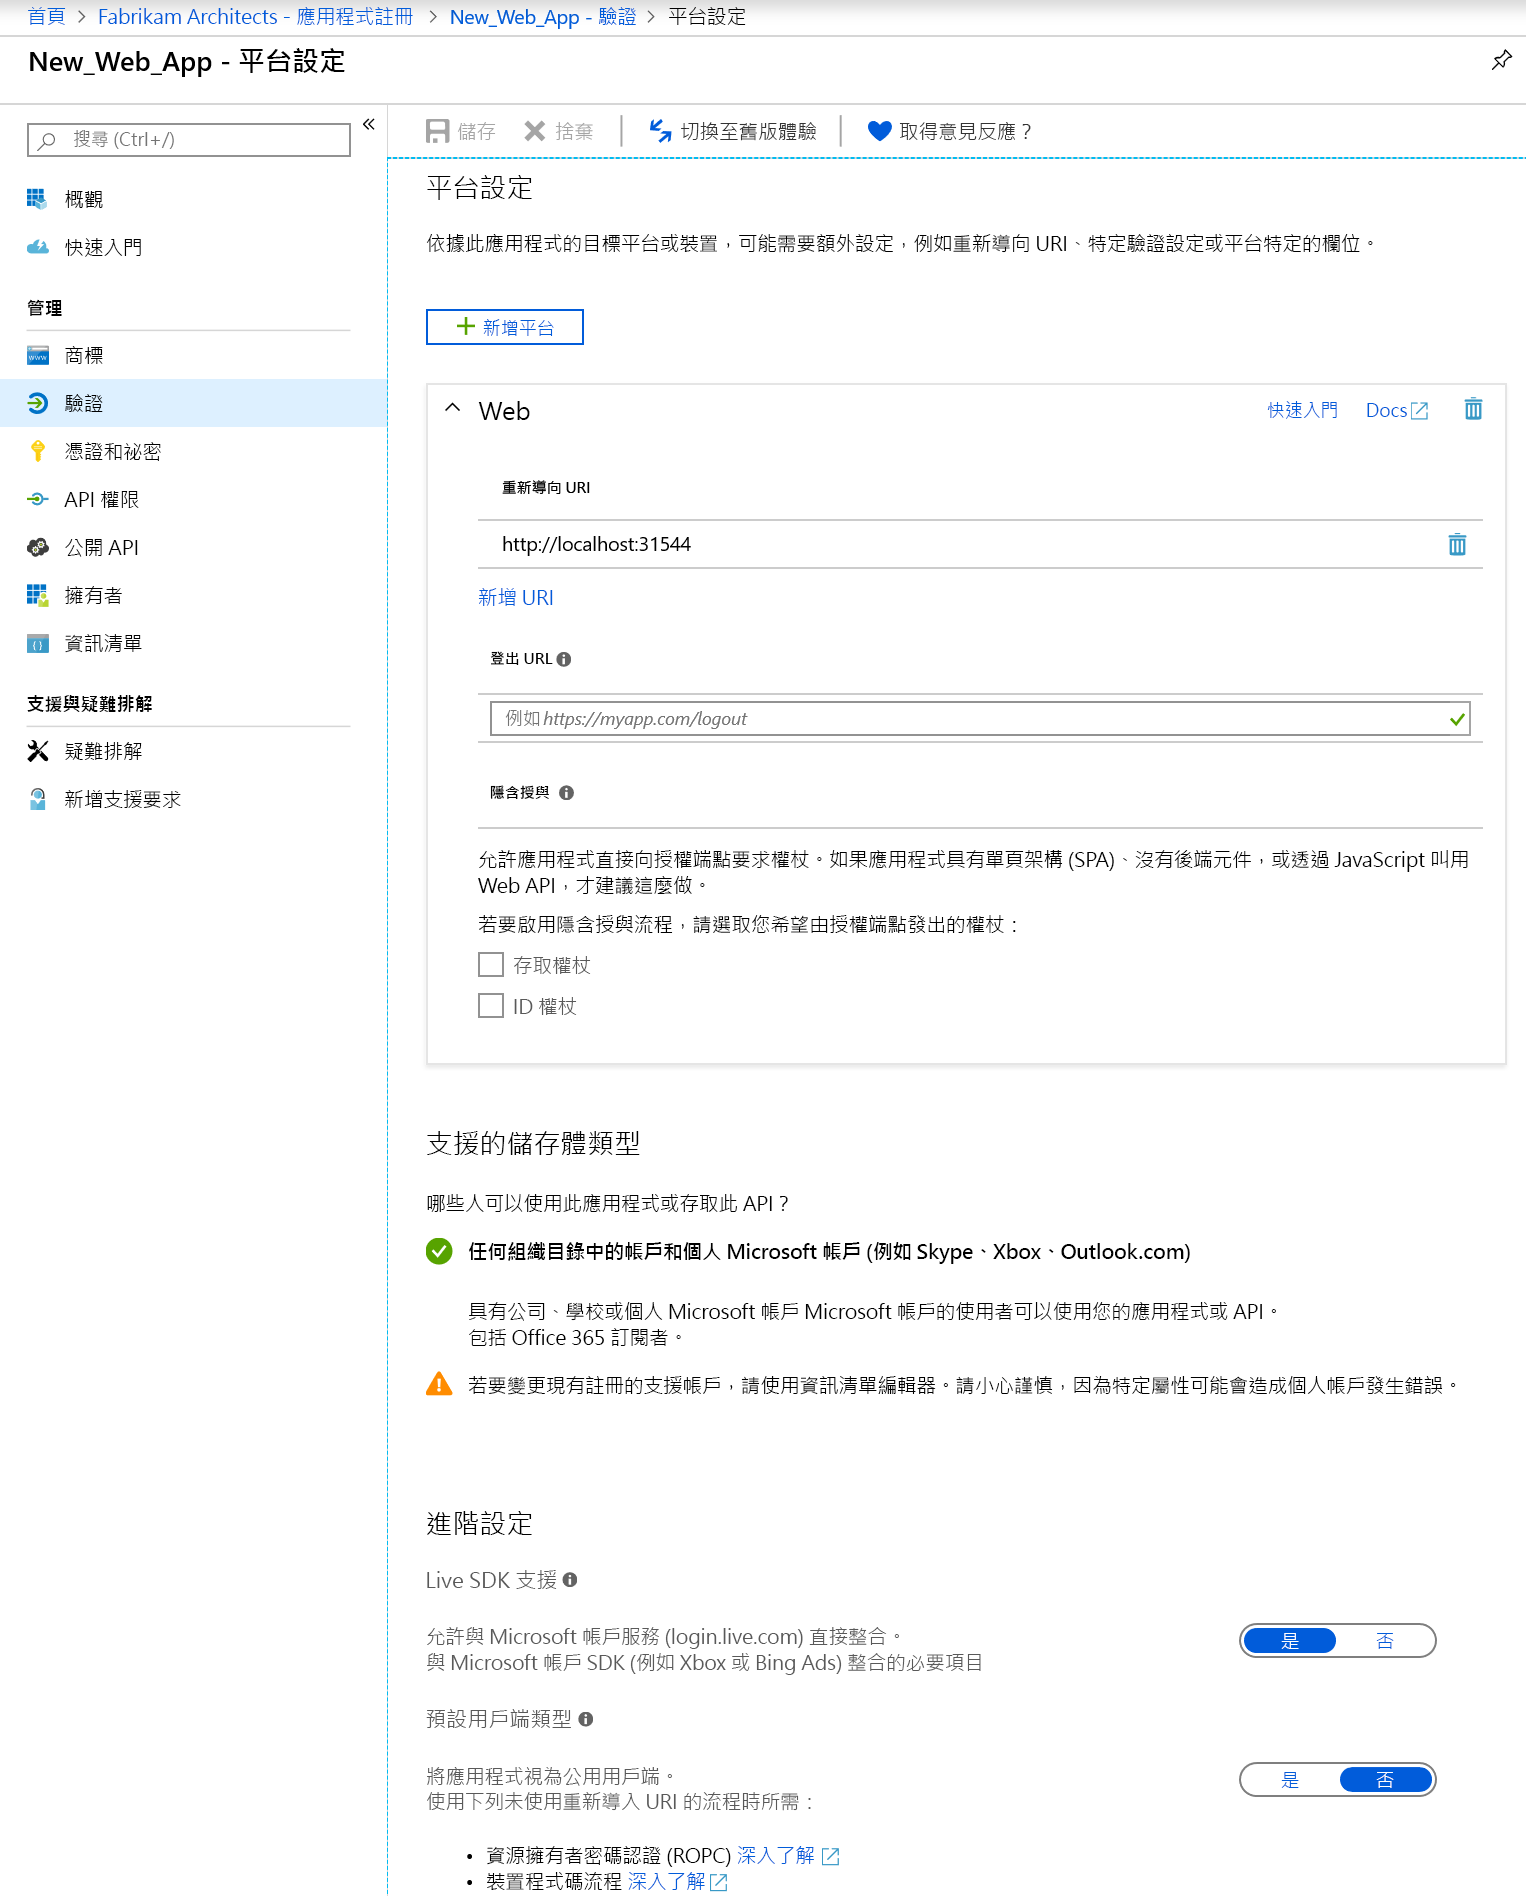 首頁 > Fabrikam Architects - 應用程式註冊 > New_Web_App - 驗證 > 平台設定
New_Web_App - 平台設定
搜尋 (Ctrl+/)
«
概觀
快速入門
管理
商標
驗證
憑證和祕密
API 權限
公開 API
擁有者
資訊清單
支援與疑難排解
疑難排解
新增支援要求
儲存 捨棄 切換至舊版體驗 取得意見反應？
平台設定
依據此應用程式的目標平台或裝置，可能需要額外設定，例如重新導向 URI、特定驗證設定或平台特定的欄位。
新增平台
Web 快速入門 Docs
重新導向 URI
http://localhost:31544
新增 URI
登出 URL
例如 https://myapp.com/logout
隱含授與
允許應用程式直接向授權端點要求權杖。如果應用程式具有單頁架構 (SPA)、沒有後端元件，或透過 JavaScript 叫用
Web API，才建議這麼做。
若要啟用隱含授與流程，請選取您希望由授權端點發出的權杖：
存取權杖
ID 權杖
支援的儲存體類型
哪些人可以使用此應用程式或存取此 API？
任何組織目錄中的帳戶和個人 Microsoft 帳戶 (例如 Skype、Xbox、Outlook.com)
具有公司、學校或個人 Microsoft 帳戶 Microsoft 帳戶的使用者可以使用您的應用程式或 API。
包括 Office 365 訂閱者。
若要變更現有註冊的支援帳戶，請使用資訊清單編輯器。請小心謹慎，因為特定屬性可能會造成個人帳戶發生錯誤。
進階設定
Live SDK 支援
允許與 Microsoft 帳戶服務 (login.live.com) 直接整合。
與 Microsoft 帳戶 SDK (例如 Xbox 或 Bing Ads) 整合的必要項目
是 否
預設用戶端類型
將應用程式視為公用用戶端。
使用下列未使用重新導入 URI 的流程時所需：
是 否
• 資源擁有者密碼認證 (ROPC) 深入了解
• 裝置程式碼流程 深入了解